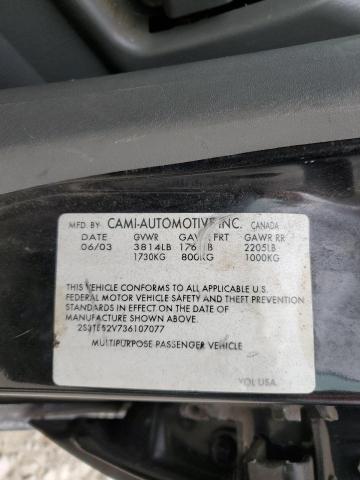 MFD. BY CAMI-AUTOMOTIVE INC. CANADA
DATE GVWR FRT GAWR RR
06/03 3814LB 2205LB
1730KG 800KG 1000KG
THIS VEHICLE CONFORMS TO ALL APPLICABLE U.S.
FEDERAL MOTOR VEHICLE SAFETY AND THEFT PREVENTION
STANDARDS IN EFFECT ON THE DATE OF
MANUFACTURE SHOWN ABOVE.
2S3TE52V736107077
MULTIPURPOSE PASSENGER VEHICLE
YOL USA